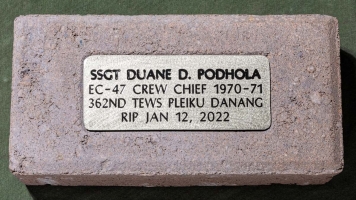 SSGT DUANE D. PODHOLA
EC-47 CREW CHIEF 1970-71
362ND TEWS PLEIKU DANANG
RIP JAN 12, 2022